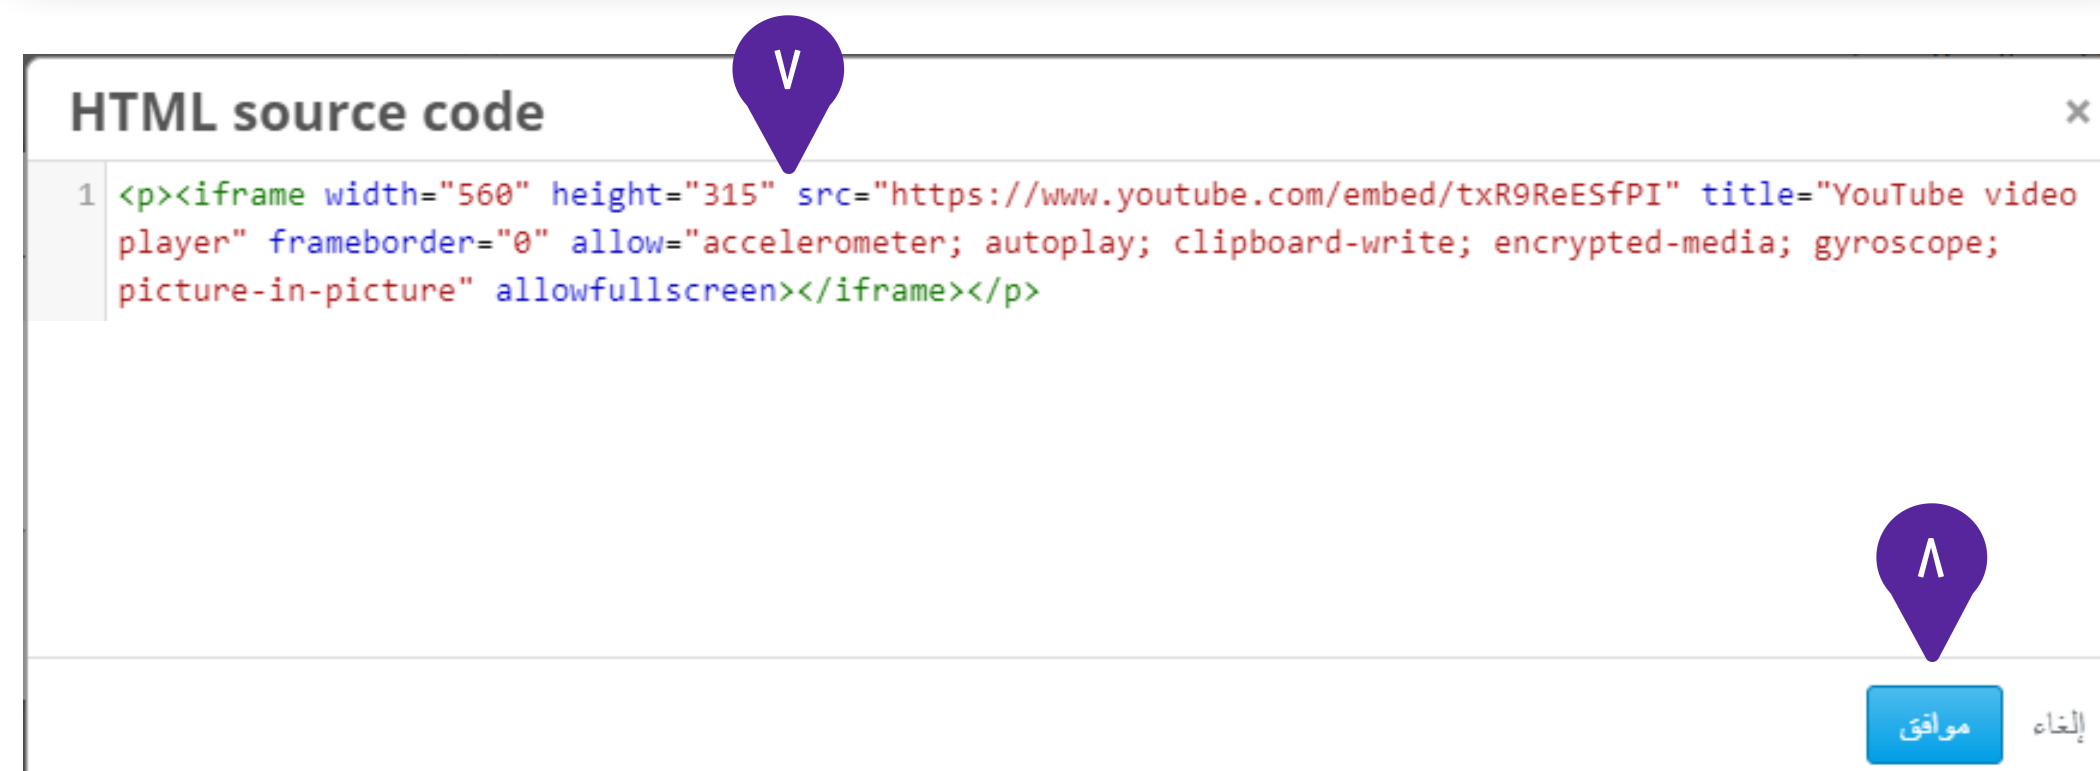 ٧
HTML source code
×
1 <p><iframe width="560" height="315" src="https://www.youtube.com/embed/txR9ReESfPI" title="YouTube video
player" frameborder="0" allow="accelerometer; autoplay; clipboard-write; encrypted-media; gyroscope;
picture-in-picture" allowfullscreen></iframe></p>
٨
إلغاء
موافق